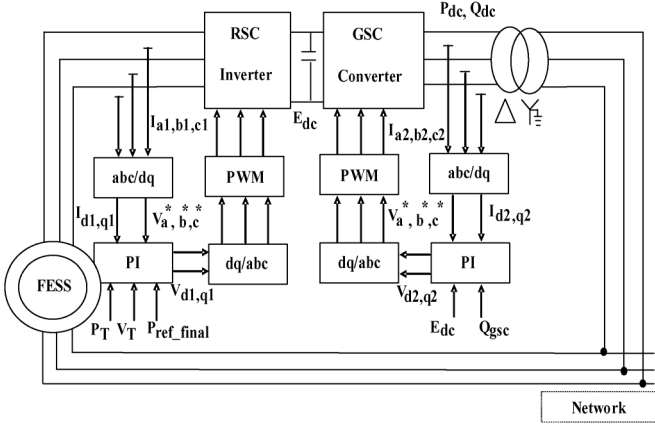 P_dc, Q_dc
RSC
Inverter
GSC
Converter
E_dc
I_a1,b1,c1
I_a2,b2,c2
abc/dq
PWM
PWM
abc/dq
I_d1,q1
V_a*, b*, c*
V_a*, b*, c*
I_d2,q2
PI
dq/abc
dq/abc
PI
FESS
V_d1,q1
V_d2,q2
P_T
V_T
P_ref_final
E_dc
Q_gsc
Network